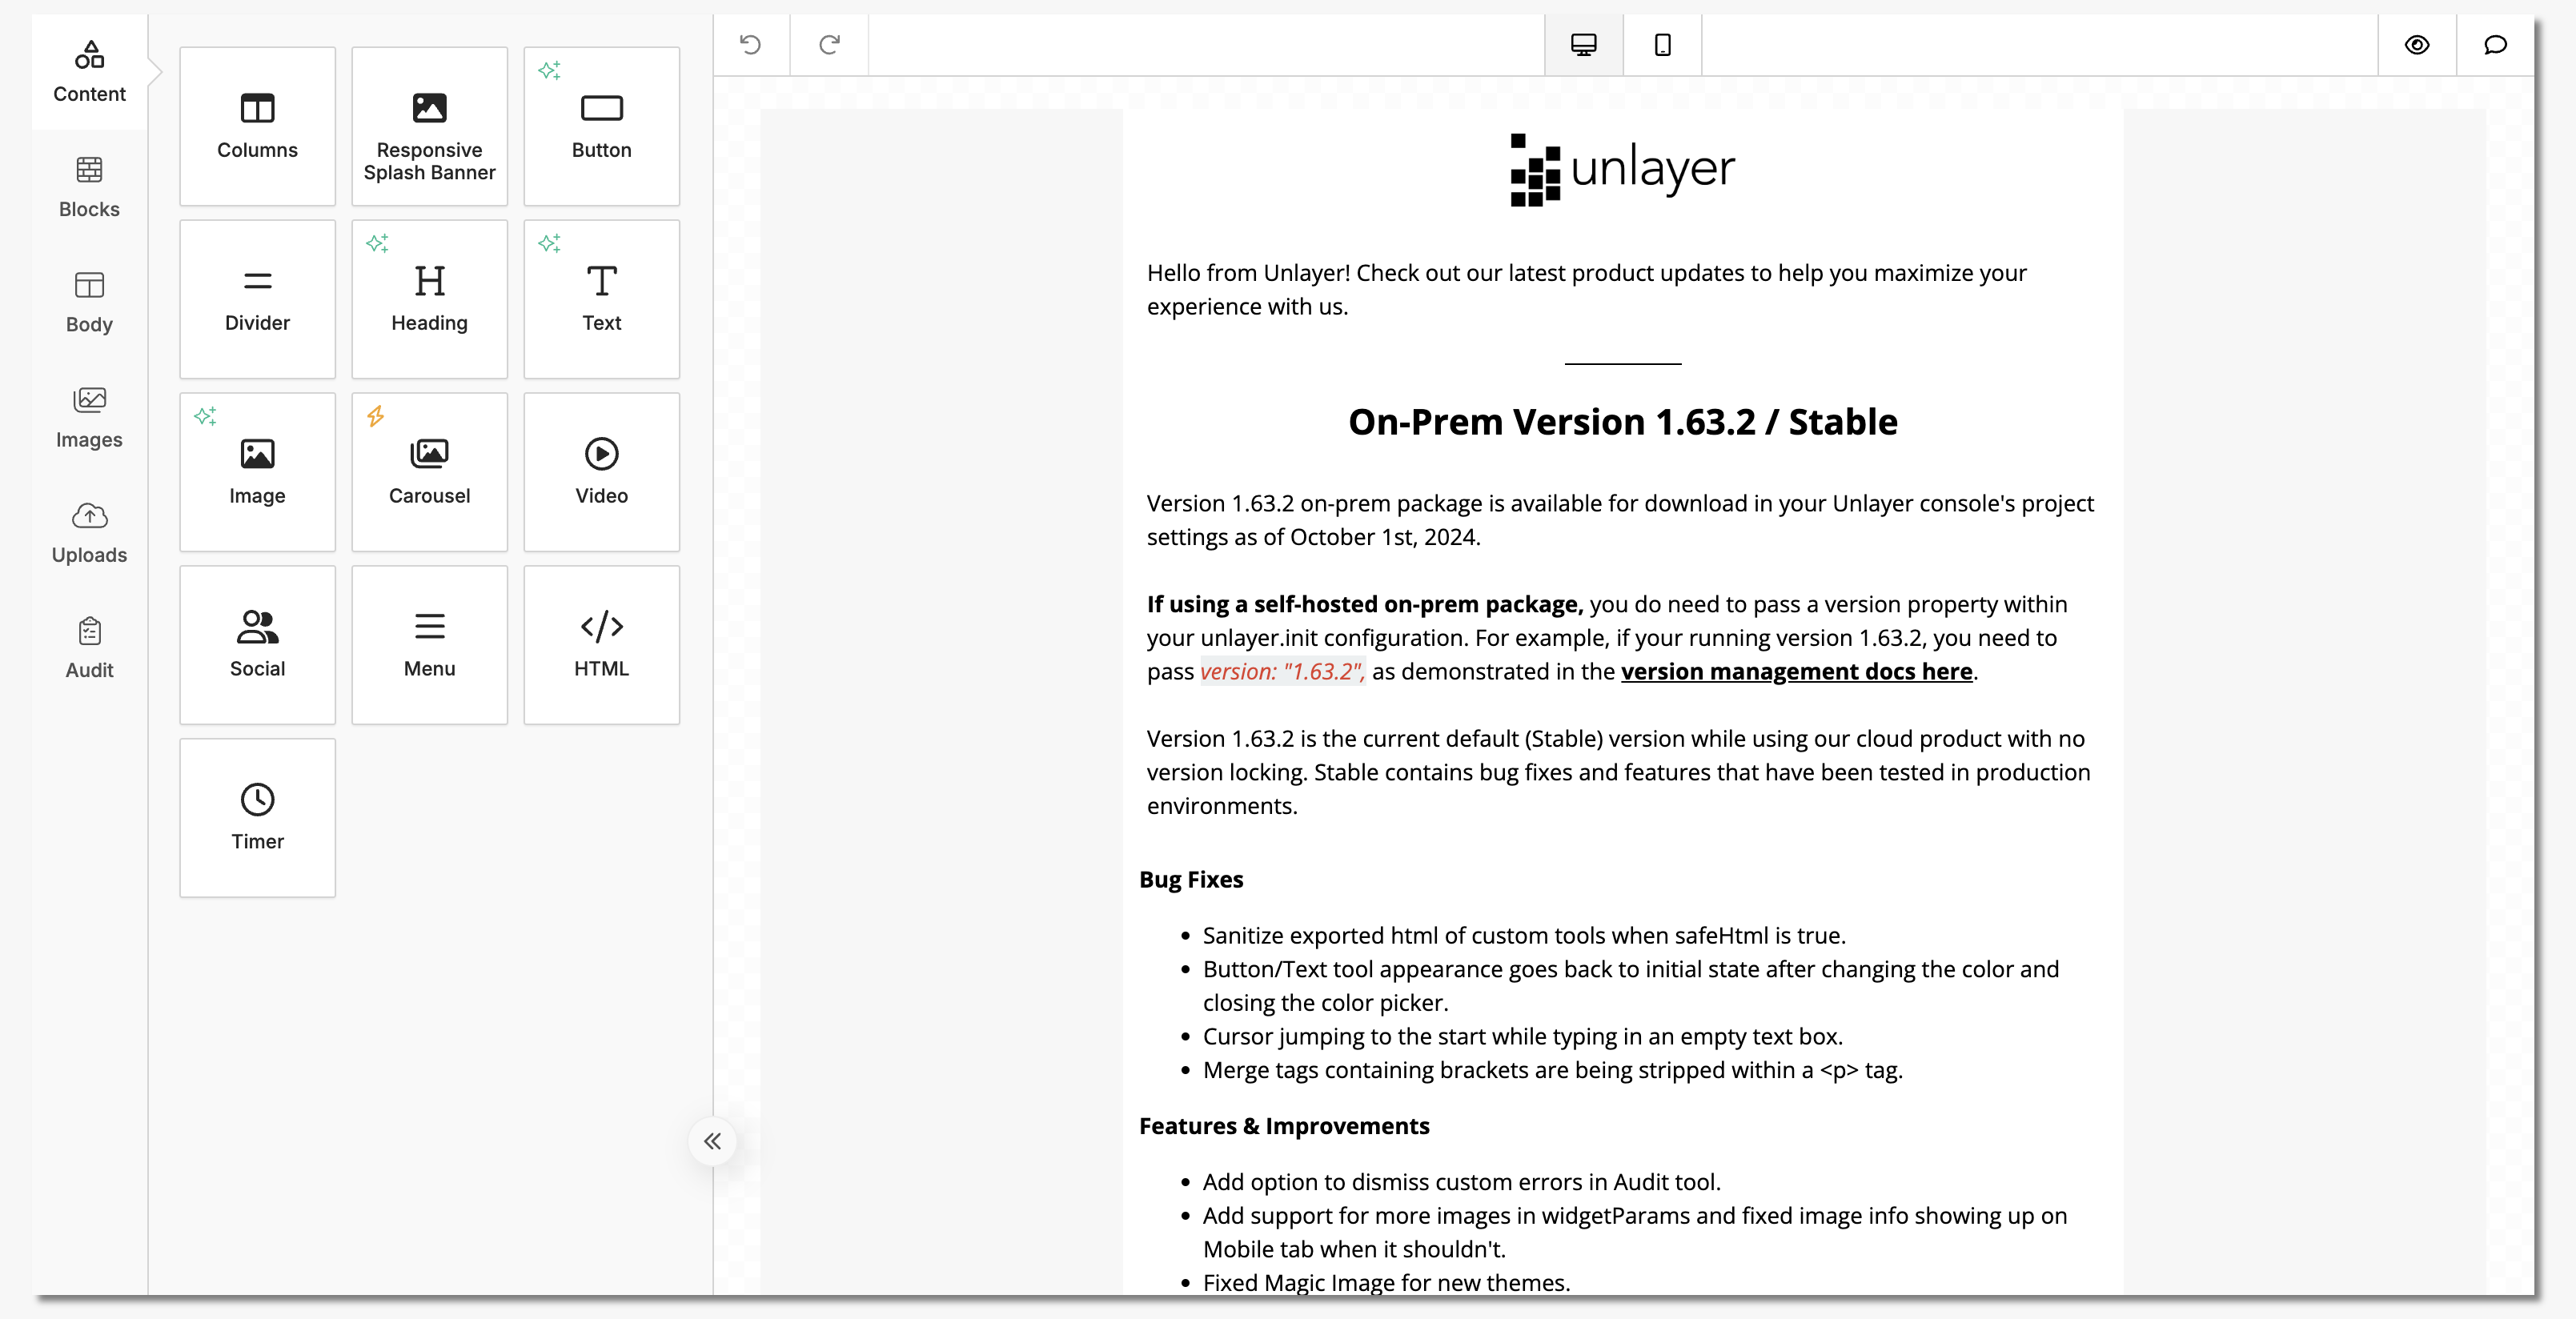 Content
Blocks
Body
Images
Uploads
Audit
Columns
Responsive
Splash Banner
Button
Divider
Heading
Text
Image
Carousel
Video
Social
Menu
HTML
Timer
unlayer
Hello from Unlayer! Check out our latest product updates to help you maximize your
experience with us.
On-Prem Version 1.63.2 / Stable
Version 1.63.2 on-prem package is available for download in your Unlayer console's project
settings as of October 1st, 2024.
If using a self-hosted on-prem package, you do need to pass a version property within
your unlayer.init configuration. For example, if your running version 1.63.2, you need to
pass version: "1.63.2", as demonstrated in the version management docs here.
Version 1.63.2 is the current default (Stable) version while using our cloud product with no
version locking. Stable contains bug fixes and features that have been tested in production
environments.
Bug Fixes
• Sanitize exported html of custom tools when safeHtml is true.
• Button/Text tool appearance goes back to initial state after changing the color and
closing the color picker.
• Cursor jumping to the start while typing in an empty text box.
• Merge tags containing brackets are being stripped within a <p> tag.
Features & Improvements
• Add option to dismiss custom errors in Audit tool.
• Add support for more images in widgetParams and fixed image info showing up on
Mobile tab when it shouldn't.
• Fixed Magic Image for new themes.